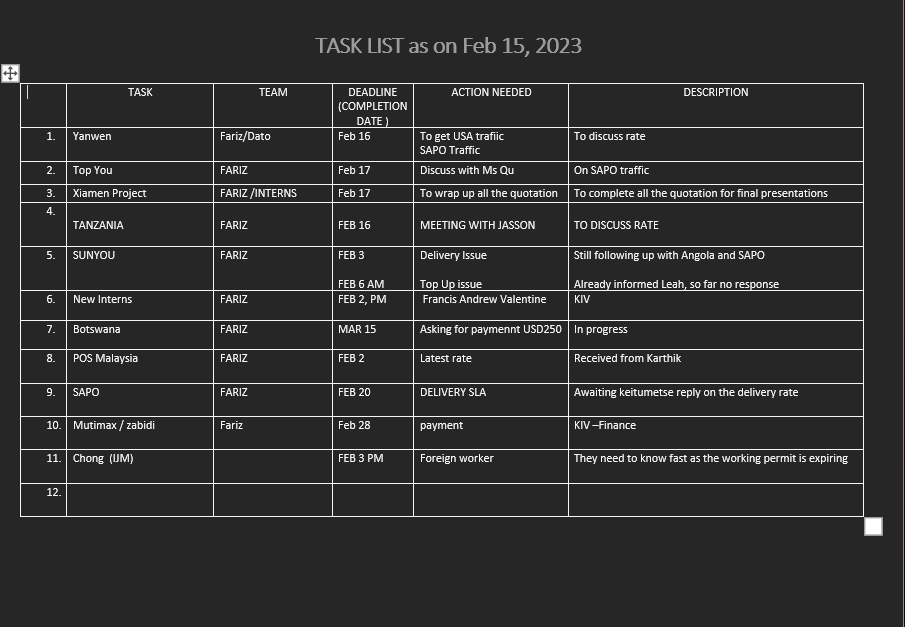 TASK LIST as on Feb 15, 2023
TASK TEAM DEADLINE (COMPLETION DATE ) ACTION NEEDED DESCRIPTION
1. Yanwen Fariz/Dato Feb 16 To get USA trafiic To discuss rate
SAPO Traffic
2. Top You FARIZ Feb 17 Discuss with Ms Qu On SAPO traffic
3. Xiamen Project FARIZ /INTERNS Feb 17 To wrap up all the quotation To complete all the quotation for final presentations
4.
TANZANIA FARIZ FEB 16 MEETING WITH JASSON TO DISCUSS RATE
5. SUNYOU FARIZ FEB 3 Delivery Issue Still following up with Angola and SAPO
FEB 6 AM Top Up issue Already informed Leah, so far no response
6. New Interns FARIZ FEB 2, PM Francis Andrew Valentine KIV
7. Botswana FARIZ MAR 15 Asking for paymennt USD250 In progress
8. POS Malaysia FARIZ FEB 2 Latest rate Received from Karthik
9. SAPO FARIZ FEB 20 DELIVERY SLA Awaiting keitumetse reply on the delivery rate
10. Mutimax / zabidi Fariz Feb 28 payment KIV –Finance
11. Chong (IJM) FEB 3 PM Foreign worker They need to know fast as the working permit is expiring
12.